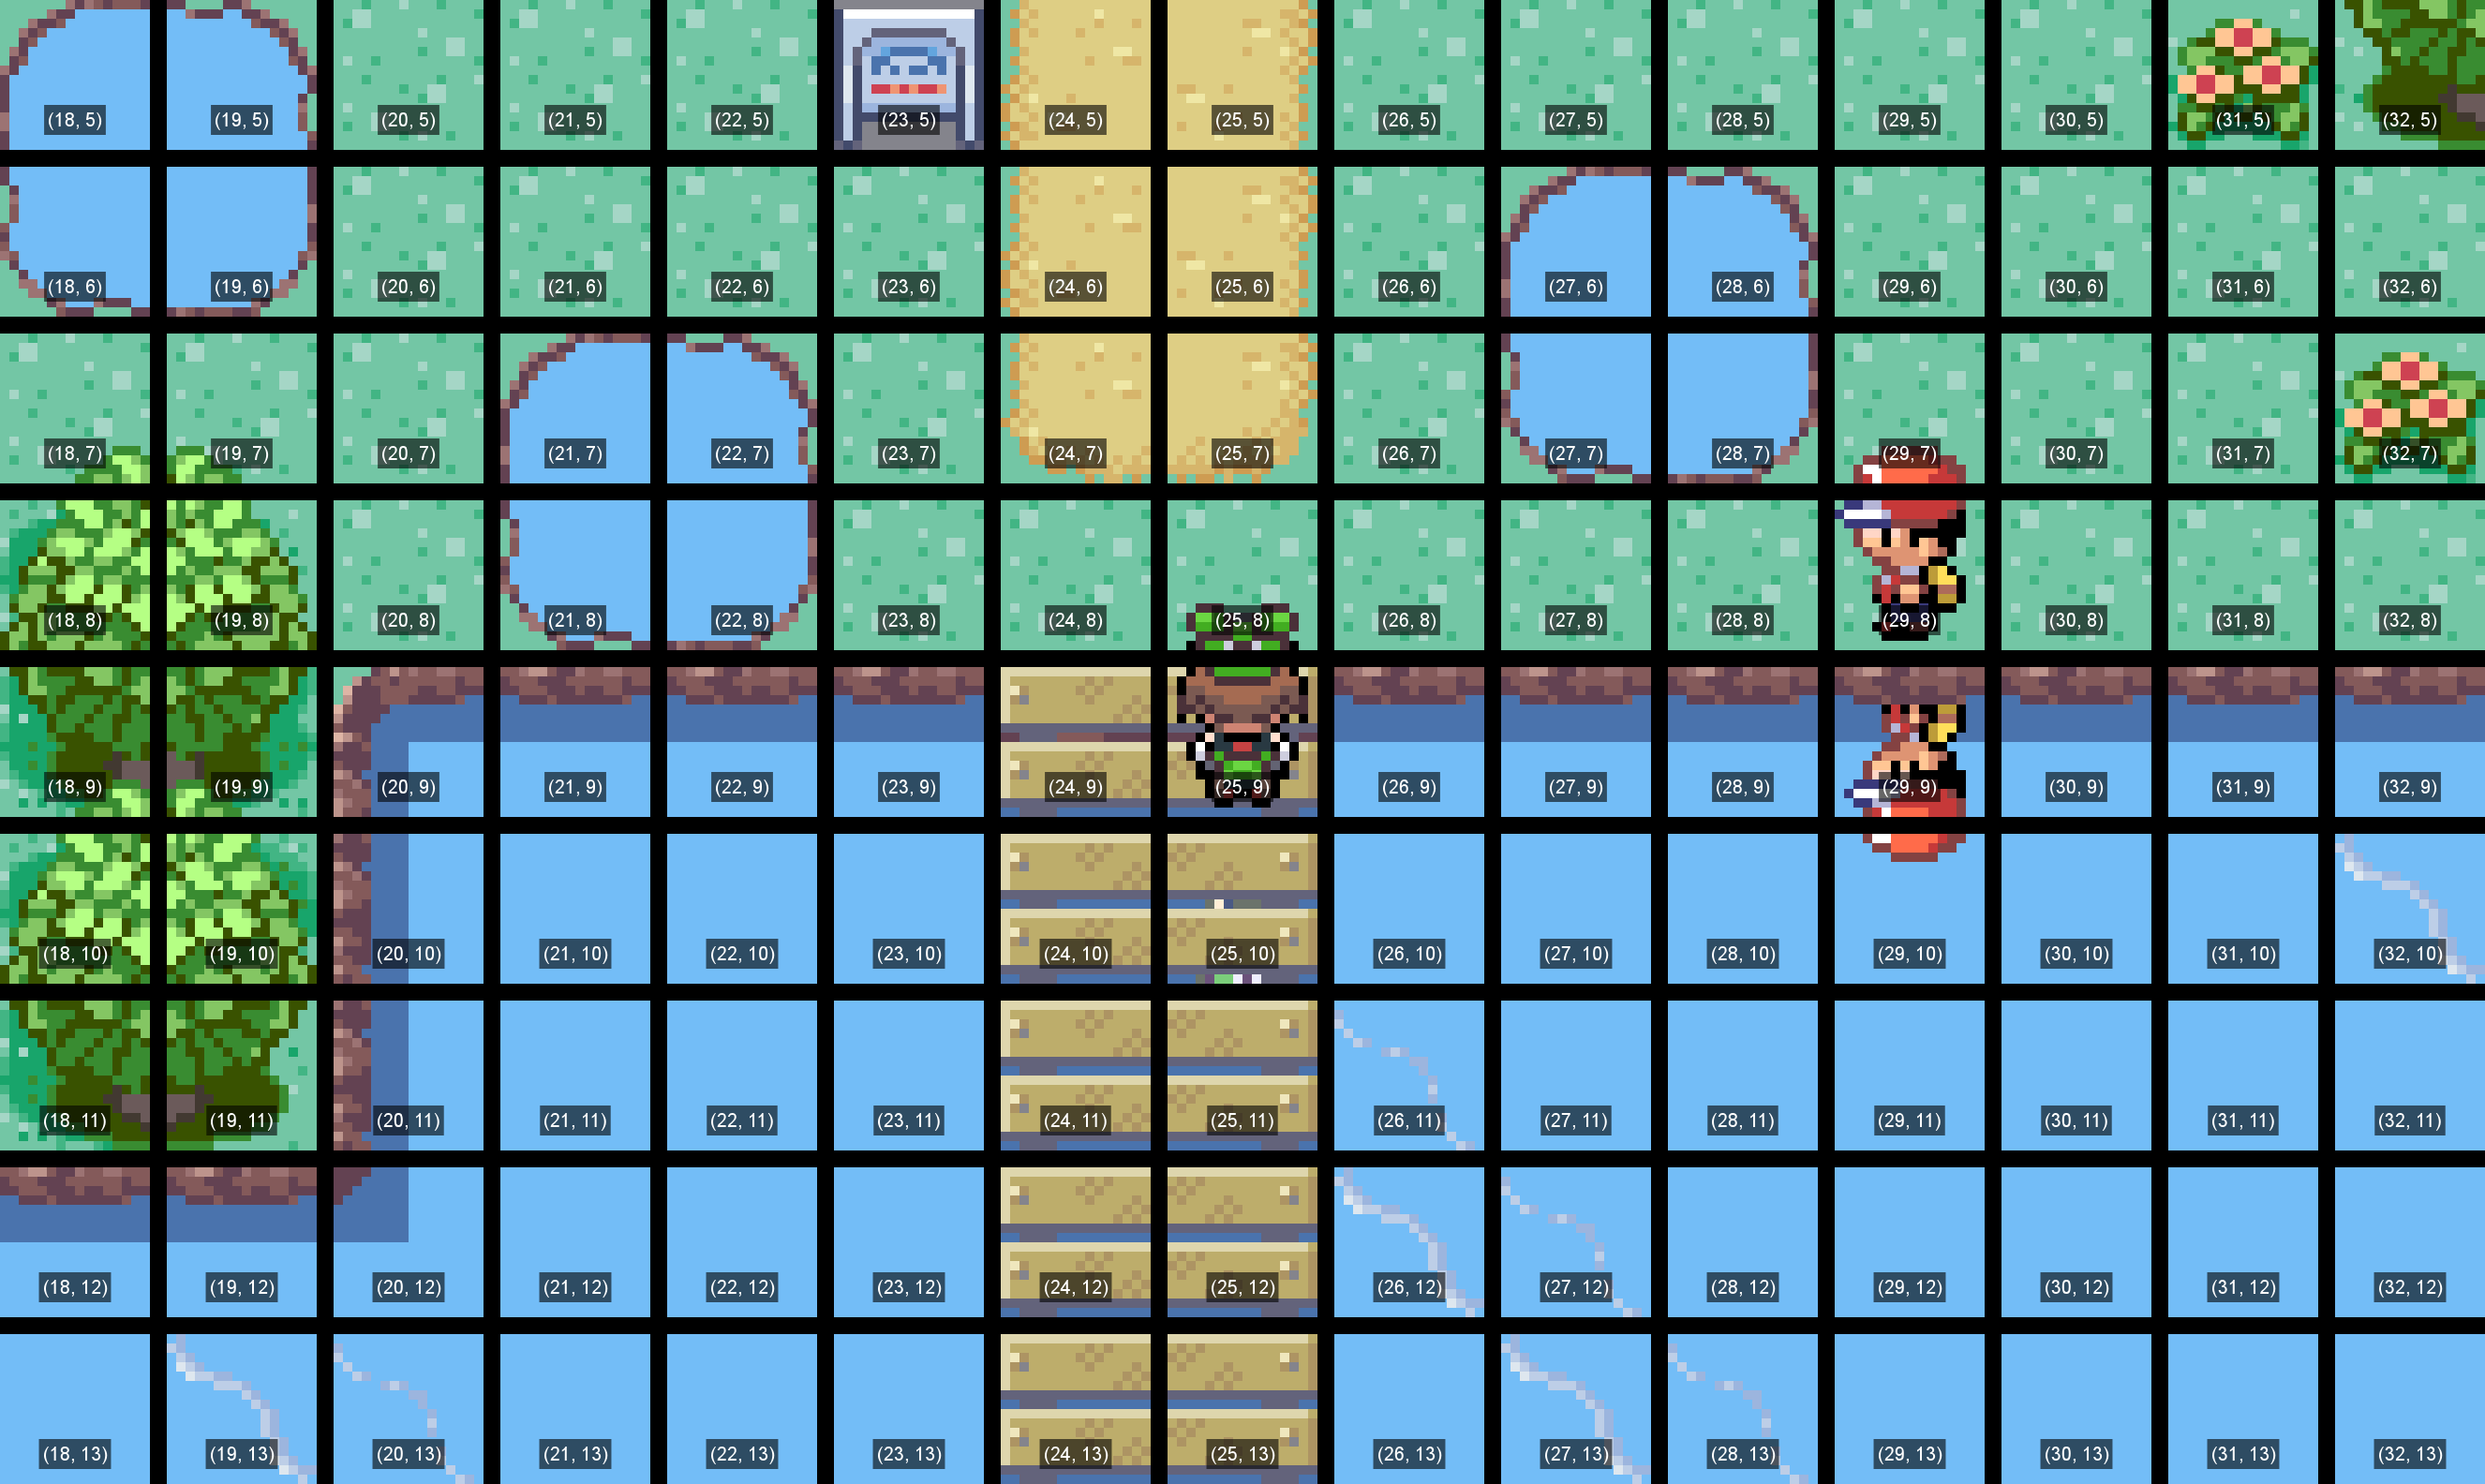 (18, 5) (19, 5) (20, 5) (21, 5) (22, 5) (23, 5) (24, 5) (25, 5) (26, 5) (27, 5) (28, 5) (29, 5) (30, 5) (31, 5) (32, 5)
(18, 6) (19, 6) (20, 6) (21, 6) (22, 6) (23, 6) (24, 6) (25, 6) (26, 6) (27, 6) (28, 6) (29, 6) (30, 6) (31, 6) (32, 6)
(18, 7) (19, 7) (20, 7) (21, 7) (22, 7) (23, 7) (24, 7) (25, 7) (26, 7) (27, 7) (28, 7) (29, 7) (30, 7) (31, 7) (32, 7)
(18, 8) (19, 8) (20, 8) (21, 8) (22, 8) (23, 8) (24, 8) (25, 8) (26, 8) (27, 8) (28, 8) (29, 8) (30, 8) (31, 8) (32, 8)
(18, 9) (19, 9) (20, 9) (21, 9) (22, 9) (23, 9) (24, 9) (25, 9) (26, 9) (27, 9) (28, 9) (29, 9) (30, 9) (31, 9) (32, 9)
(18, 10) (19, 10) (20, 10) (21, 10) (22, 10) (23, 10) (24, 10) (25, 10) (26, 10) (27, 10) (28, 10) (29, 10) (30, 10) (31, 10) (32, 10)
(18, 11) (19, 11) (20, 11) (21, 11) (22, 11) (23, 11) (24, 11) (25, 11) (26, 11) (27, 11) (28, 11) (29, 11) (30, 11) (31, 11) (32, 11)
(18, 12) (19, 12) (20, 12) (21, 12) (22, 12) (23, 12) (24, 12) (25, 12) (26, 12) (27, 12) (28, 12) (29, 12) (30, 12) (31, 12) (32, 12)
(18, 13) (19, 13) (20, 13) (21, 13) (22, 13) (23, 13) (24, 13) (25, 13) (26, 13) (27, 13) (28, 13) (29, 13) (30, 13) (31, 13) (32, 13)